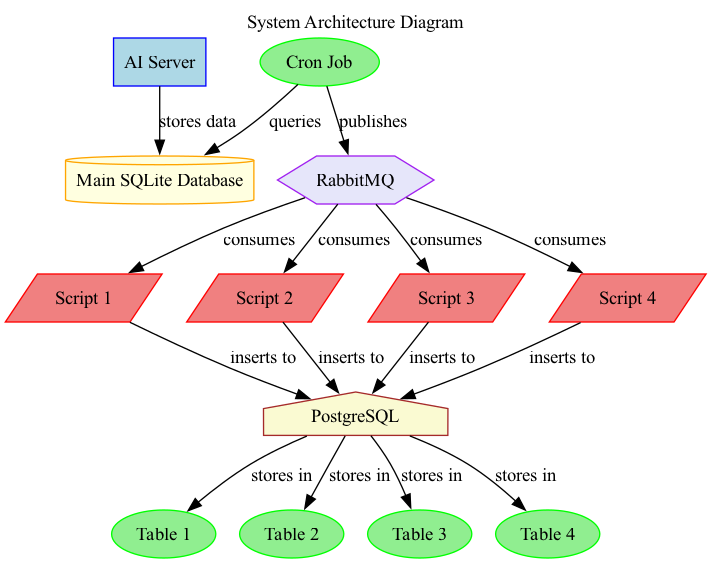 System Architecture Diagram
AI Server
Cron Job
stores data
queries
publishes
Main SQLite Database
RabbitMQ
consumes
consumes
consumes
consumes
Script 1
Script 2
Script 3
Script 4
inserts to
inserts to
inserts to
inserts to
PostgreSQL
stores in
stores in
stores in
stores in
Table 1
Table 2
Table 3
Table 4